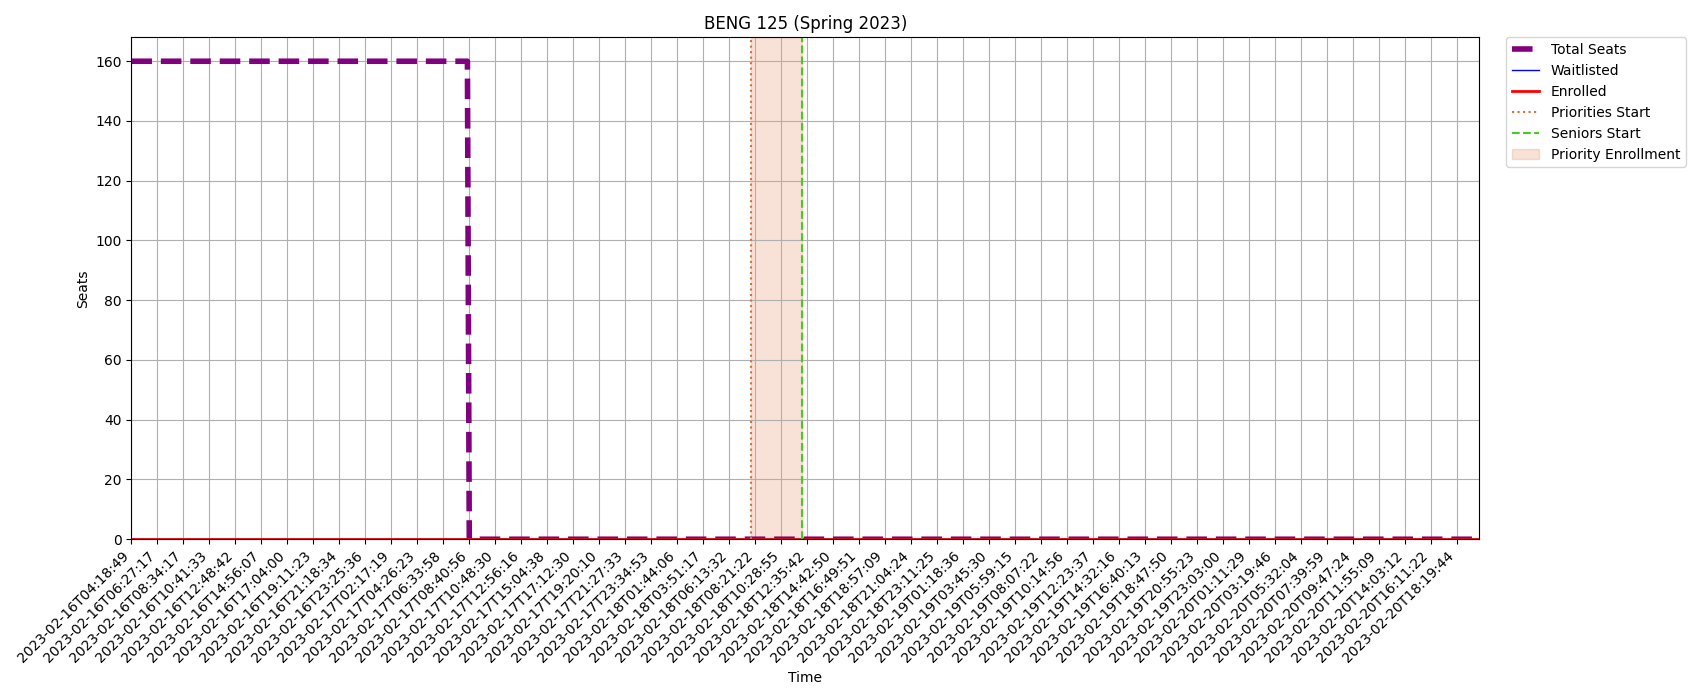 BENG 125 (Spring 2023)
Total Seats
Waitlisted
Enrolled
Priorities Start
Seniors Start
Priority Enrollment
Seats
160
140
120
100
80
60
40
20
0
2023-02-16T04:18:49
2023-02-16T06:27:17
2023-02-16T08:34:17
2023-02-16T10:41:33
2023-02-16T12:48:42
2023-02-16T14:56:07
2023-02-16T17:04:00
2023-02-16T19:11:23
2023-02-16T21:18:34
2023-02-16T23:25:36
2023-02-17T02:17:19
2023-02-17T04:26:23
2023-02-17T06:33:58
2023-02-17T08:40:56
2023-02-17T10:48:30
2023-02-17T12:56:16
2023-02-17T15:04:38
2023-02-17T17:12:30
2023-02-17T19:20:10
2023-02-17T21:27:33
2023-02-17T23:34:53
2023-02-18T01:44:06
2023-02-18T03:51:17
2023-02-18T06:13:32
2023-02-18T08:21:22
2023-02-18T10:28:55
2023-02-18T12:35:42
2023-02-18T14:42:50
2023-02-18T16:49:51
2023-02-18T18:57:09
2023-02-18T21:04:24
2023-02-18T23:11:25
2023-02-19T01:18:36
2023-02-19T03:45:30
2023-02-19T05:59:15
2023-02-19T08:07:22
2023-02-19T10:14:56
2023-02-19T12:23:37
2023-02-19T14:32:16
2023-02-19T16:40:13
2023-02-19T18:47:50
2023-02-19T20:55:23
2023-02-19T23:03:00
2023-02-20T01:11:29
2023-02-20T03:19:46
2023-02-20T05:32:04
2023-02-20T07:39:59
2023-02-20T09:47:24
2023-02-20T11:55:09
2023-02-20T14:03:12
2023-02-20T16:11:22
2023-02-20T18:19:44
Time